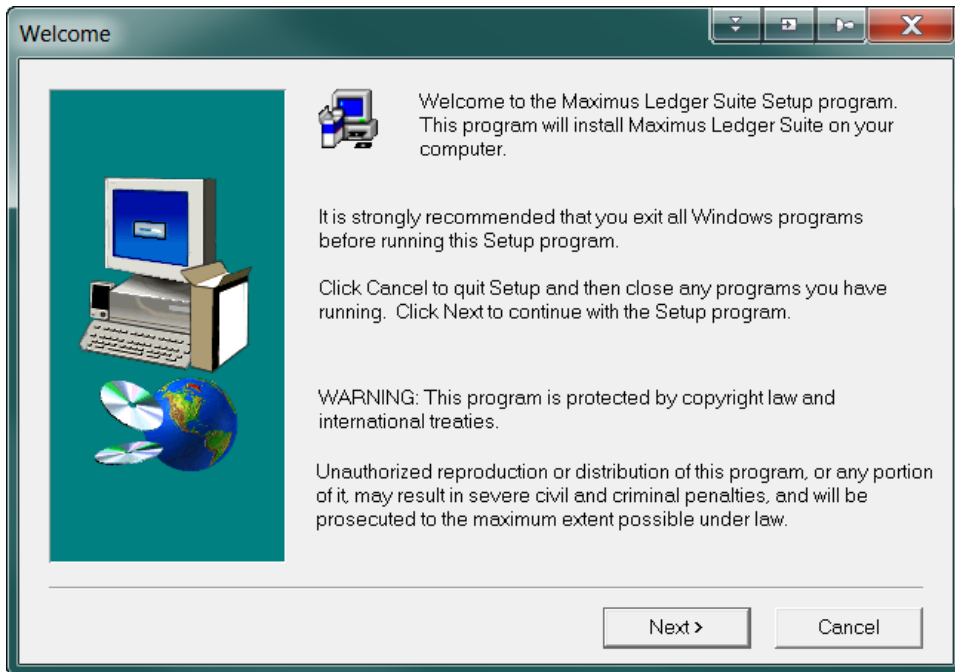 Welcome
Welcome to the Maximus Ledger Suite Setup program.
This program will install Maximus Ledger Suite on your
computer.
It is strongly recommended that you exit all Windows programs
before running this Setup program.
Click Cancel to quit Setup and then close any programs you have
running.  Click Next to continue with the Setup program.
WARNING: This program is protected by copyright law and
international treaties.
Unauthorized reproduction or distribution of this program, or any portion
of it, may result in severe civil and criminal penalties, and will be
prosecuted to the maximum extent possible under law.
Next >
Cancel